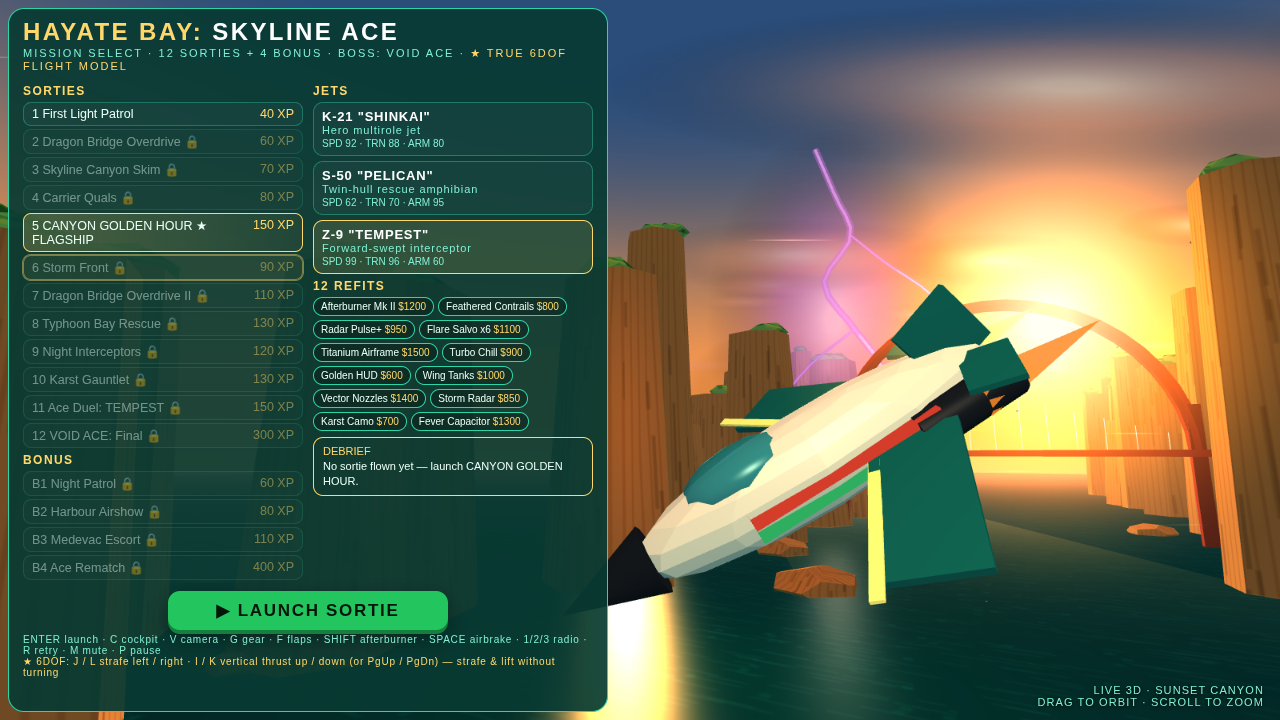 HAYATE BAY: SKYLINE ACE
MISSION SELECT · 12 SORTIES + 4 BONUS · BOSS: VOID ACE · ★ TRUE 6DOF
FLIGHT MODEL
SORTIES
1 First Light Patrol 40 XP
2 Dragon Bridge Overdrive 🔒 60 XP
3 Skyline Canyon Skim 🔒 70 XP
4 Carrier Quals 🔒 80 XP
5 CANYON GOLDEN HOUR ★ 150 XP
FLAGSHIP
6 Storm Front 🔒 90 XP
7 Dragon Bridge Overdrive II 🔒 110 XP
8 Typhoon Bay Rescue 🔒 130 XP
9 Night Interceptors 🔒 120 XP
10 Karst Gauntlet 🔒 130 XP
11 Ace Duel: TEMPEST 🔒 150 XP
12 VOID ACE: Final 🔒 300 XP
BONUS
B1 Night Patrol 🔒 60 XP
B2 Harbour Airshow 🔒 80 XP
B3 Medevac Escort 🔒 110 XP
B4 Ace Rematch 🔒 400 XP
JETS
K-21 "SHINKAI"
Hero multirole jet
SPD 92 · TRN 88 · ARM 80
S-50 "PELICAN"
Twin-hull rescue amphibian
SPD 62 · TRN 70 · ARM 95
Z-9 "TEMPEST"
Forward-swept interceptor
SPD 99 · TRN 96 · ARM 60
12 REFITS
Afterburner Mk II $1200 Feathered Contrails $800
Radar Pulse+ $950 Flare Salvo x6 $1100
Titanium Airframe $1500 Turbo Chill $900
Golden HUD $600 Wing Tanks $1000
Vector Nozzles $1400 Storm Radar $850
Karst Camo $700 Fever Capacitor $1300
DEBRIEF
No sortie flown yet — launch CANYON GOLDEN
HOUR.
▶ LAUNCH SORTIE
ENTER launch · C cockpit · V camera · G gear · F flaps · SHIFT afterburner · SPACE airbrake · 1/2/3 radio ·
R retry · M mute · P pause
★ 6DOF: J / L strafe left / right · I / K vertical thrust up / down (or PgUp / PgDn) — strafe & lift without
turning
LIVE 3D · SUNSET CANYON
DRAG TO ORBIT · SCROLL TO ZOOM